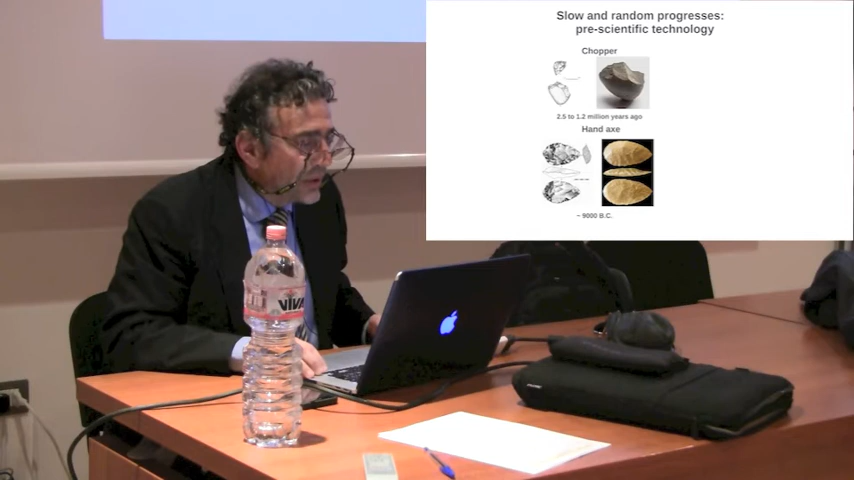 Slow and random progresses:
pre-scientific technology
Chopper
2.5 to 1.2 million years ago
Hand axe
~ 9000 B.C.
VIVA